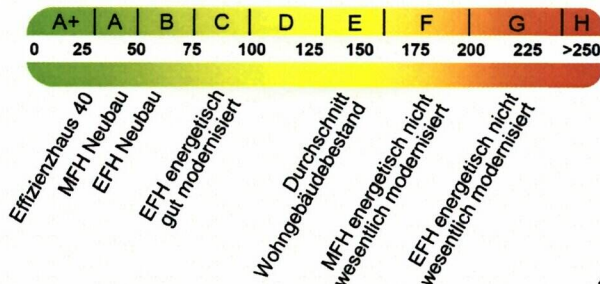 A+ A B C D E F G H
0 25 50 75 100 125 150 175 200 225 >250
Effizienzhaus 40
MFH Neubau
EFH Neubau
EFH energetisch
gut modernisiert
Durchschnitt
Wohngebäudebestand
MFH energetisch nicht
wesentlich modernisiert
EFH energetisch nicht
wesentlich modernisiert